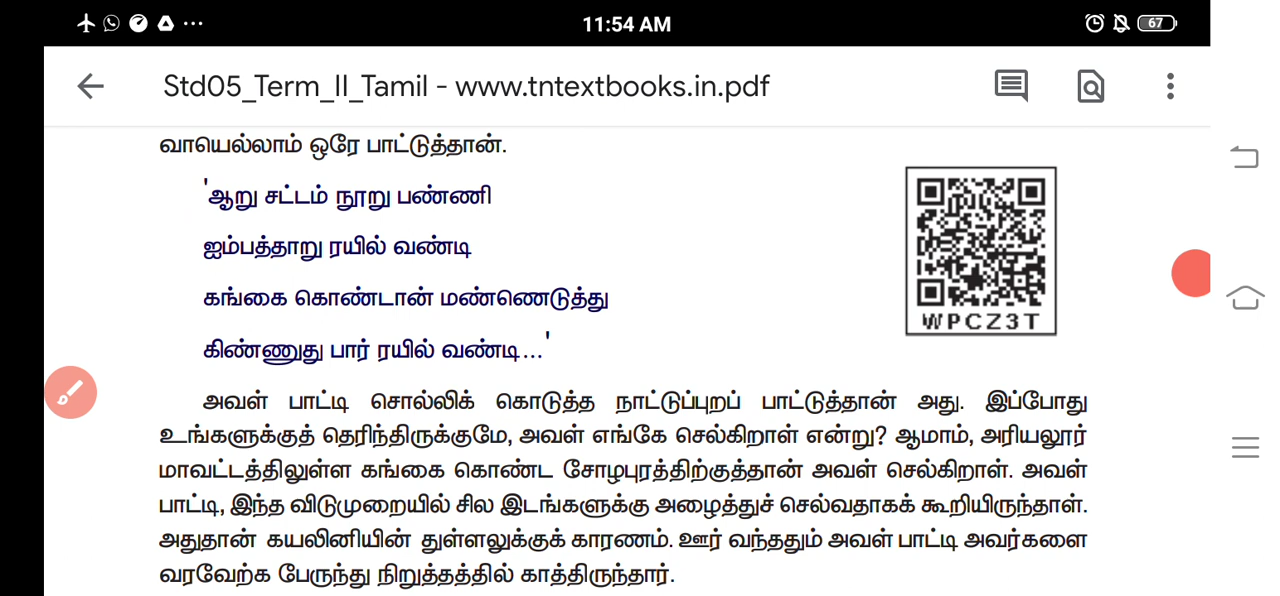 11:54 AM
67
Std05_Term_II_Tamil - www.tntextbooks.in.pdf
வாயெல்லாம் ஒரே பாட்டுத்தான்.
'ஆறு சட்டம் நூறு பண்ணி
ஐம்பத்தாறு ரயில் வண்டி
கங்கை கொண்டான் மண்ணெடுத்து
கிண்ணுது பார் ரயில் வண்டி...'
WPCZ3T
அவள் பாட்டி சொல்லிக் கொடுத்த நாட்டுப்புறப் பாட்டுத்தான் அது. இப்போது
உங்களுக்குத் தெரிந்திருக்குமே, அவள் எங்கே செல்கிறாள் என்று? ஆமாம், அரியலூர்
மாவட்டத்திலுள்ள கங்கை கொண்ட சோழபுரத்திற்குத்தான் அவள் செல்கிறாள். அவள்
பாட்டி, இந்த விடுமுறையில் சில இடங்களுக்கு அழைத்துச் செல்வதாகக் கூறியிருந்தாள்.
அதுதான் கயலினியின் துள்ளலுக்குக் காரணம். ஊர் வந்ததும் அவள் பாட்டி அவர்களை
வரவேற்க பேருந்து நிறுத்தத்தில் காத்திருந்தார்.